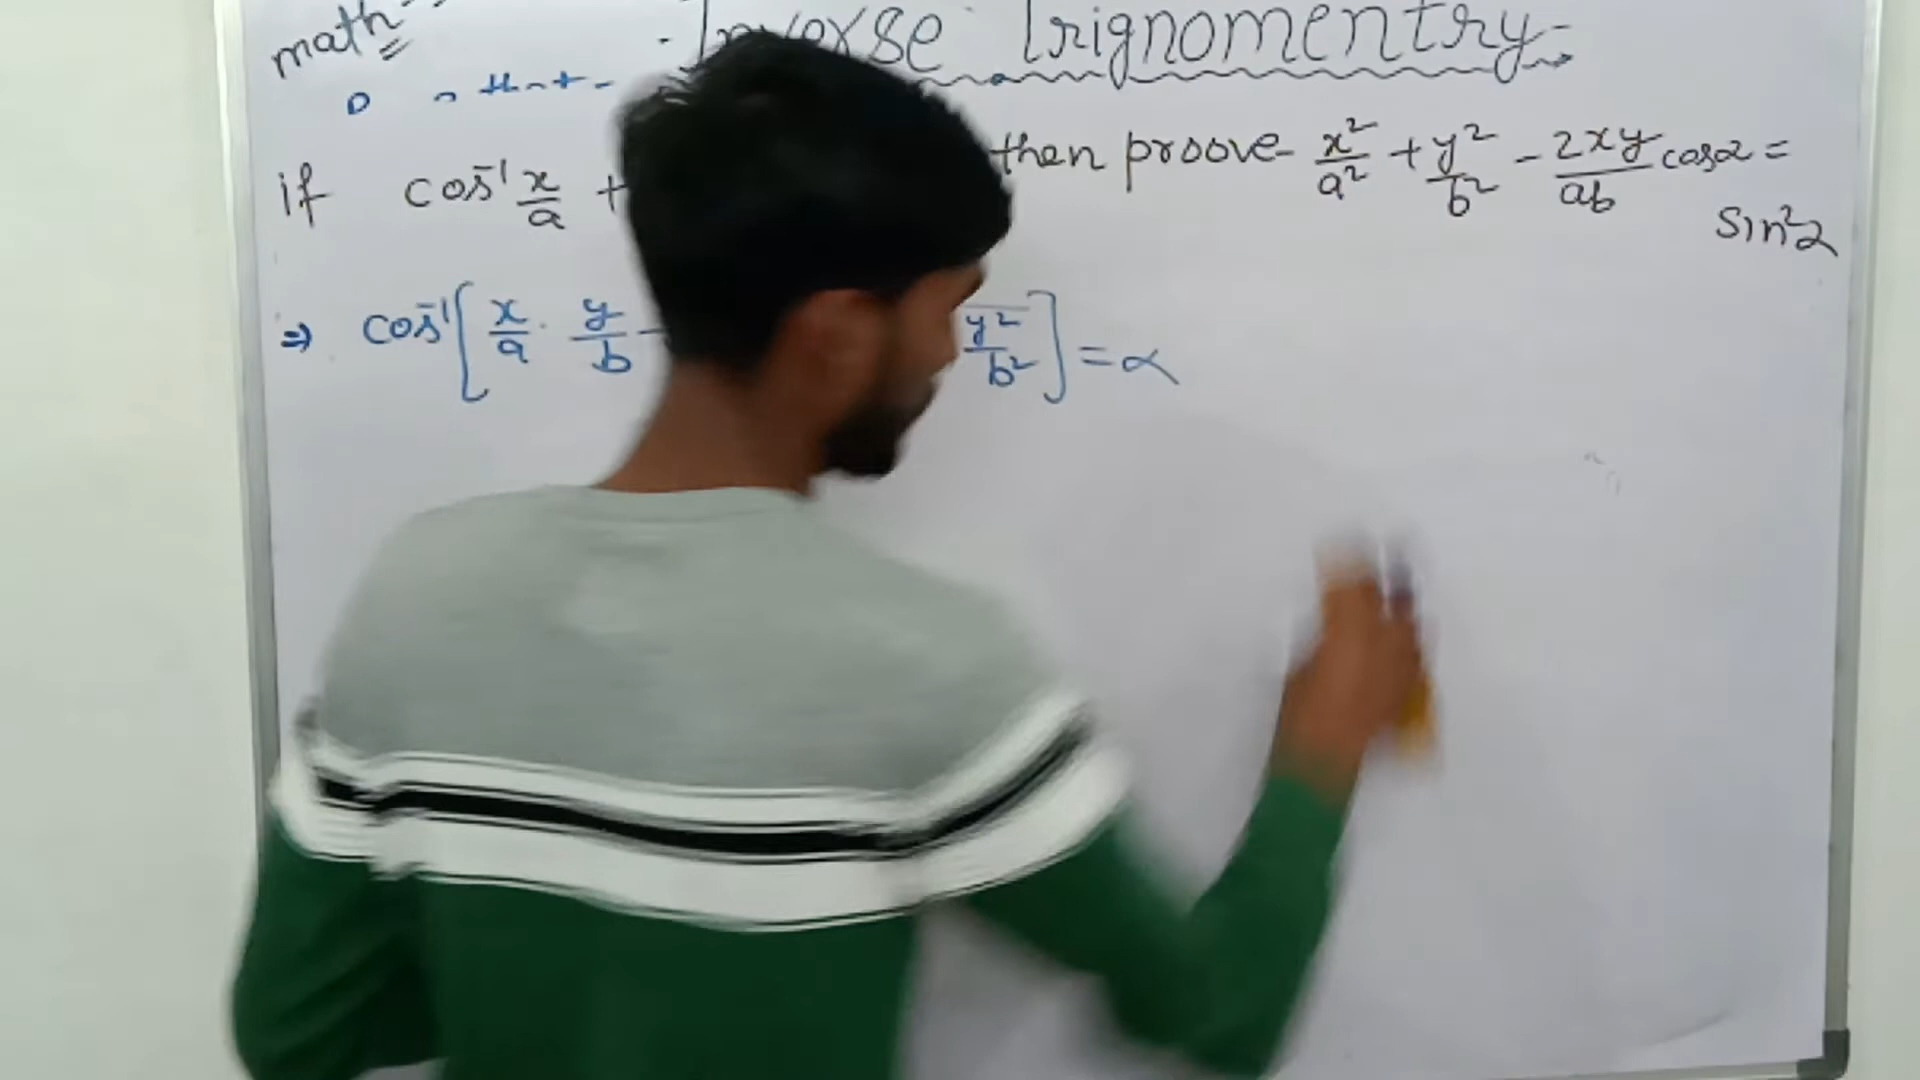 math
Inverse Trignomentry
if cos⁻¹ x/a + then proove- x²/a² + y²/b² - 2xy/ab cosα =
sin²α
⇒ cos⁻¹[x/a · y/b - y²/b²] = α